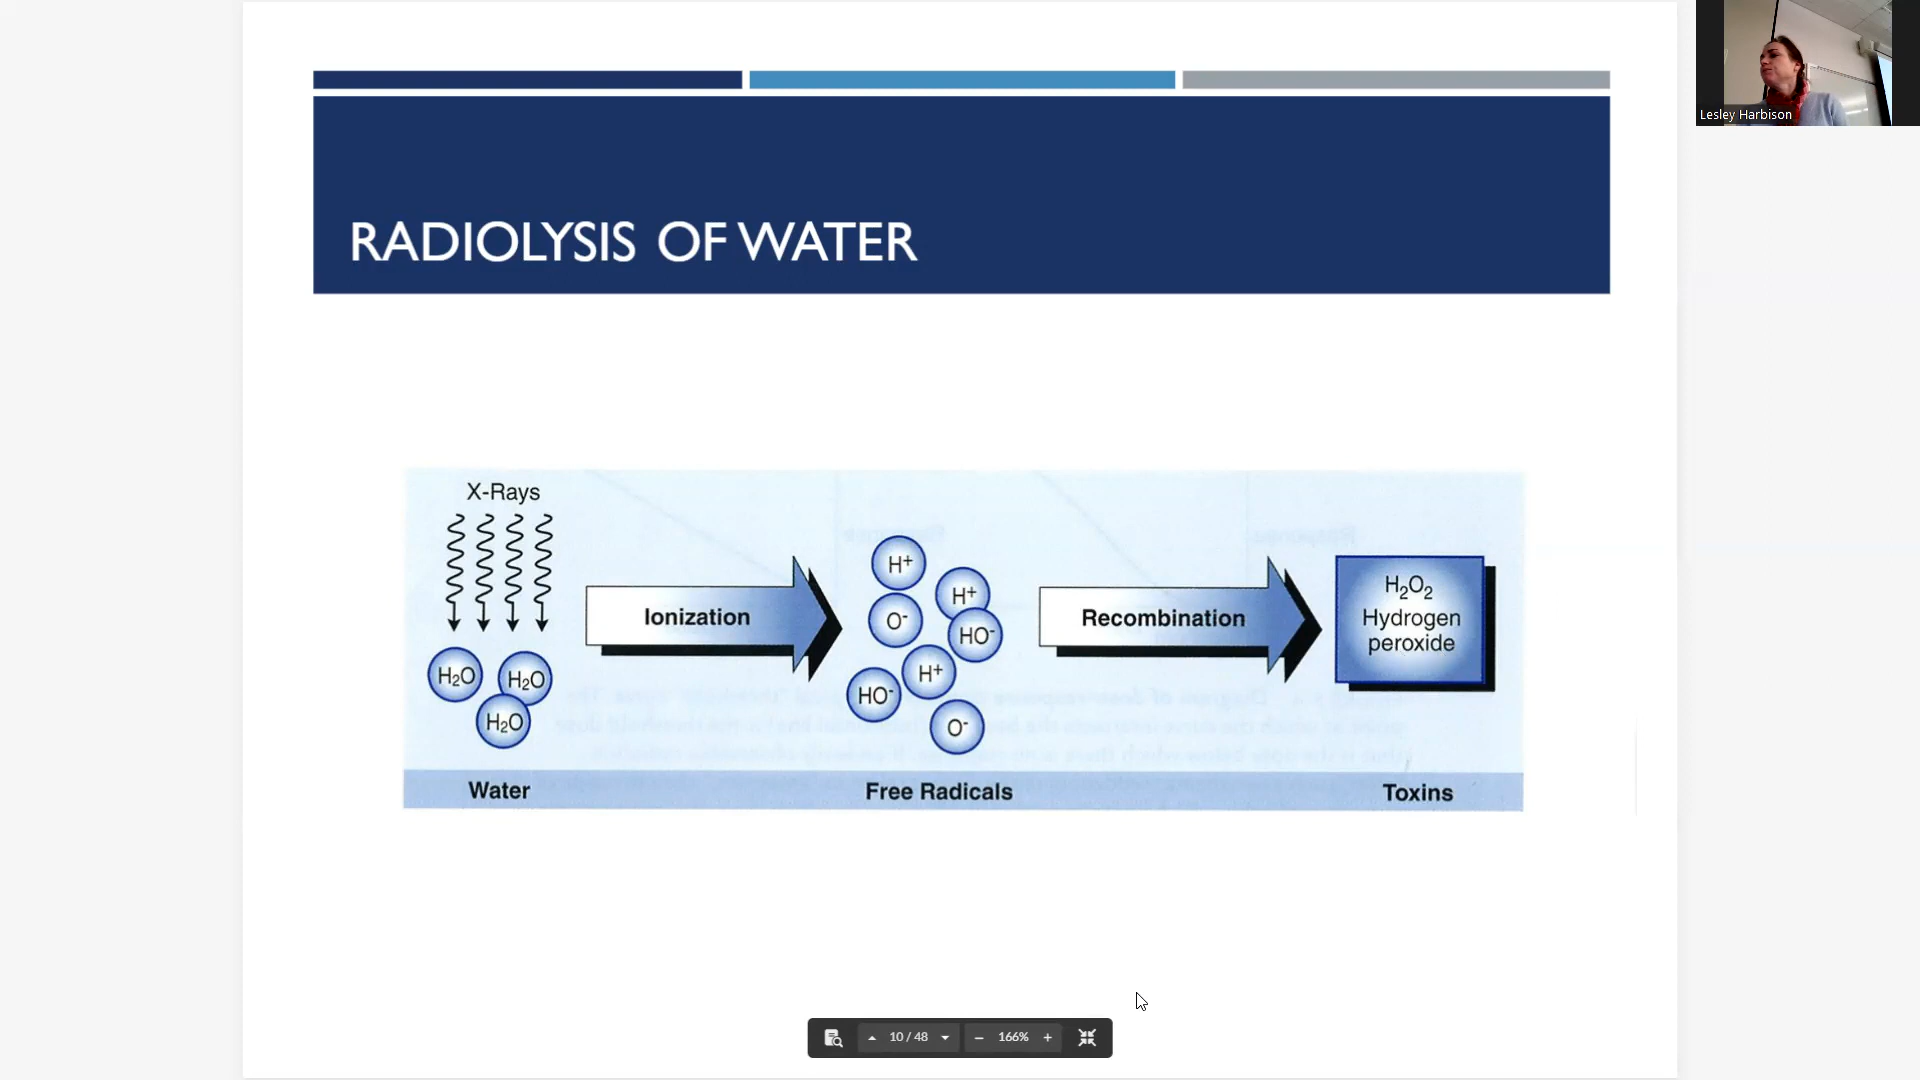 Lesley Harbison
RADIOLYSIS OF WATER
X-Rays
H₂O
H₂O
H₂O
Ionization
H⁺
H⁺
O⁻
HO⁻
H⁺
HO⁻
O⁻
Recombination
H₂O₂
Hydrogen
peroxide
Water
Free Radicals
Toxins
10 / 48
166%